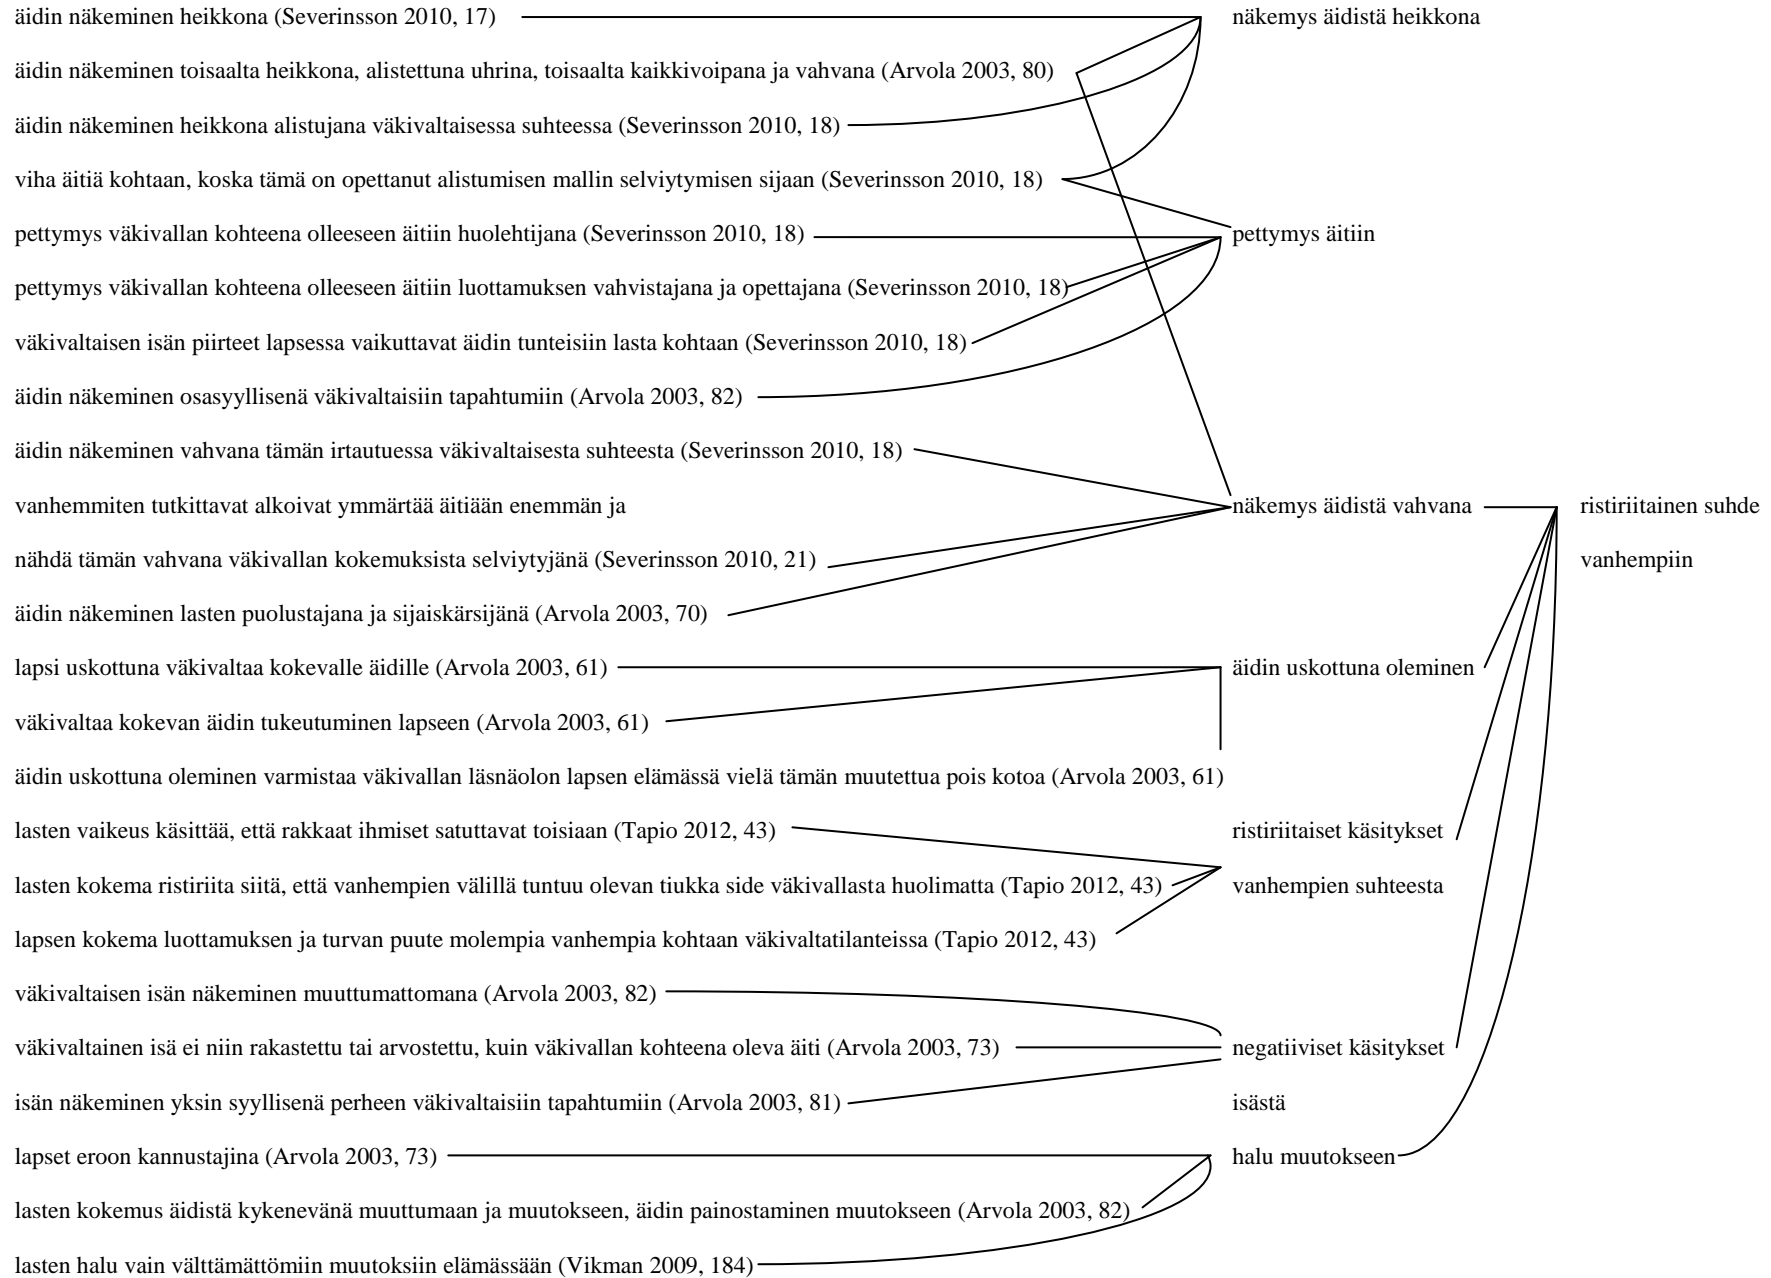 äidin näkeminen heikkona (Severinsson 2010, 17) näkemys äidistä heikkona
äidin näkeminen toisaalta heikkona, alistettuna uhrina, toisaalta kaikkivoipana ja vahvana (Arvola 2003, 80)
äidin näkeminen heikkona alistujana väkivaltaisessa suhteessa (Severinsson 2010, 18)
viha äitiä kohtaan, koska tämä on opettanut alistumisen mallin selviytymisen sijaan (Severinsson 2010, 18)
pettymys väkivallan kohteena olleeseen äitiin huolehtijana (Severinsson 2010, 18) pettymys äitiin
pettymys väkivallan kohteena olleeseen äitiin luottamuksen vahvistajana ja opettajana (Severinsson 2010, 18)
väkivaltaisen isän piirteet lapsessa vaikuttavat äidin tunteisiin lasta kohtaan (Severinsson 2010, 18)
äidin näkeminen osasyyllisenä väkivaltaisiin tapahtumiin (Arvola 2003, 82)
äidin näkeminen vahvana tämän irtautuessa väkivaltaisesta suhteesta (Severinsson 2010, 18)
vanhemmiten tutkittavat alkoivat ymmärtää äitiään enemmän ja näkemys äidistä vahvana ristiriitainen suhde
nähdä tämän vahvana väkivallan kokemuksista selviytyjänä (Severinsson 2010, 21) vanhempiin
äidin näkeminen lasten puolustajana ja sijaiskärsijänä (Arvola 2003, 70)
lapsi uskottuna väkivaltaa kokevalle äidille (Arvola 2003, 61) äidin uskottuna oleminen
väkivaltaa kokevan äidin tukeutuminen lapseen (Arvola 2003, 61)
äidin uskottuna oleminen varmistaa väkivallan läsnäolon lapsen elämässä vielä tämän muutettua pois kotoa (Arvola 2003, 61)
lasten vaikeus käsittää, että rakkaat ihmiset satuttavat toisiaan (Tapio 2012, 43) ristiriitaiset käsitykset
lasten kokema ristiriita siitä, että vanhempien välillä tuntuu olevan tiukka side väkivallasta huolimatta (Tapio 2012, 43) vanhempien suhteesta
lapsen kokema luottamuksen ja turvan puute molempia vanhempia kohtaan väkivaltatilanteissa (Tapio 2012, 43)
väkivaltaisen isän näkeminen muuttumattomana (Arvola 2003, 82)
väkivaltainen isä ei niin rakastettu tai arvostettu, kuin väkivallan kohteena oleva äiti (Arvola 2003, 73) negatiiviset käsitykset
isän näkeminen yksin syyllisenä perheen väkivaltaisiin tapahtumiin (Arvola 2003, 81) isästä
lapset eroon kannustajina (Arvola 2003, 73) halu muutokseen
lasten kokemus äidistä kykenevänä muuttumaan ja muutokseen, äidin painostaminen muutokseen (Arvola 2003, 82)
lasten halu vain välttämättömiin muutoksiin elämässään (Vikman 2009, 184)